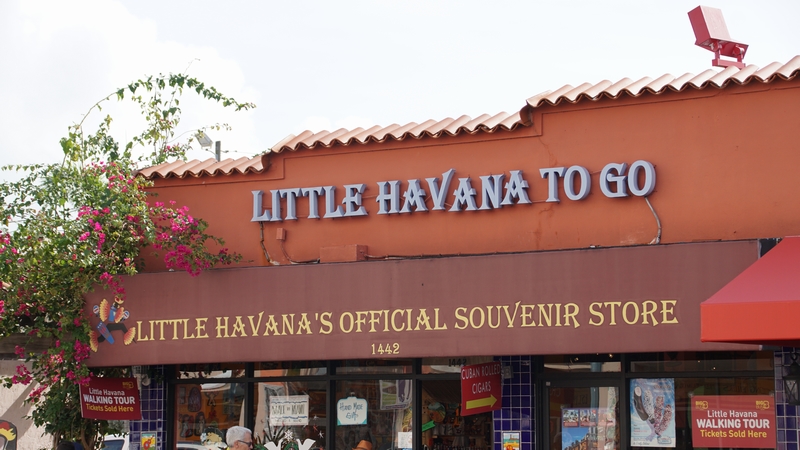 LITTLE HAVANA TO GO
LITTLE HAVANA'S OFFICIAL SOUVENIR STORE
1442
CUBAN ROLLED
CIGARS
Little Havana
WALKING TOUR
Tickets Sold Here
Little Havana
WALKING TOUR
Tickets Sold Here